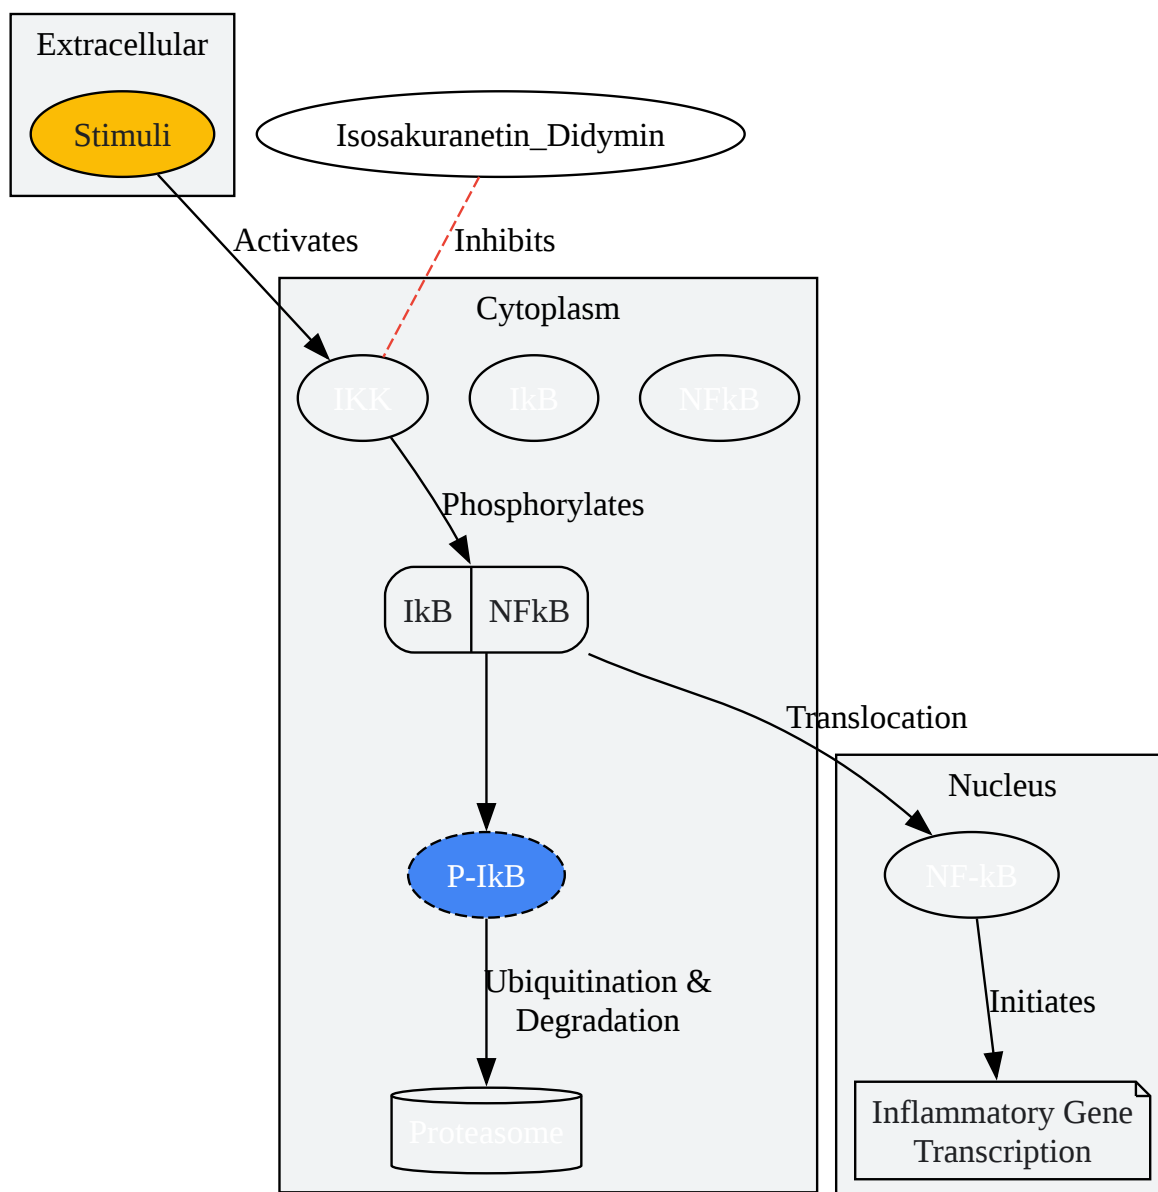 Extracellular
Stimuli
Isosakuranetin_Didymin
Activates
Inhibits
Cytoplasm
IKK
IkB
NFkB
Phosphorylates
IkB
NFkB
Translocation
Nucleus
P-IkB
NF-kB
Ubiquitination &
Degradation
Initiates
Proteasome
Inflammatory Gene
Transcription